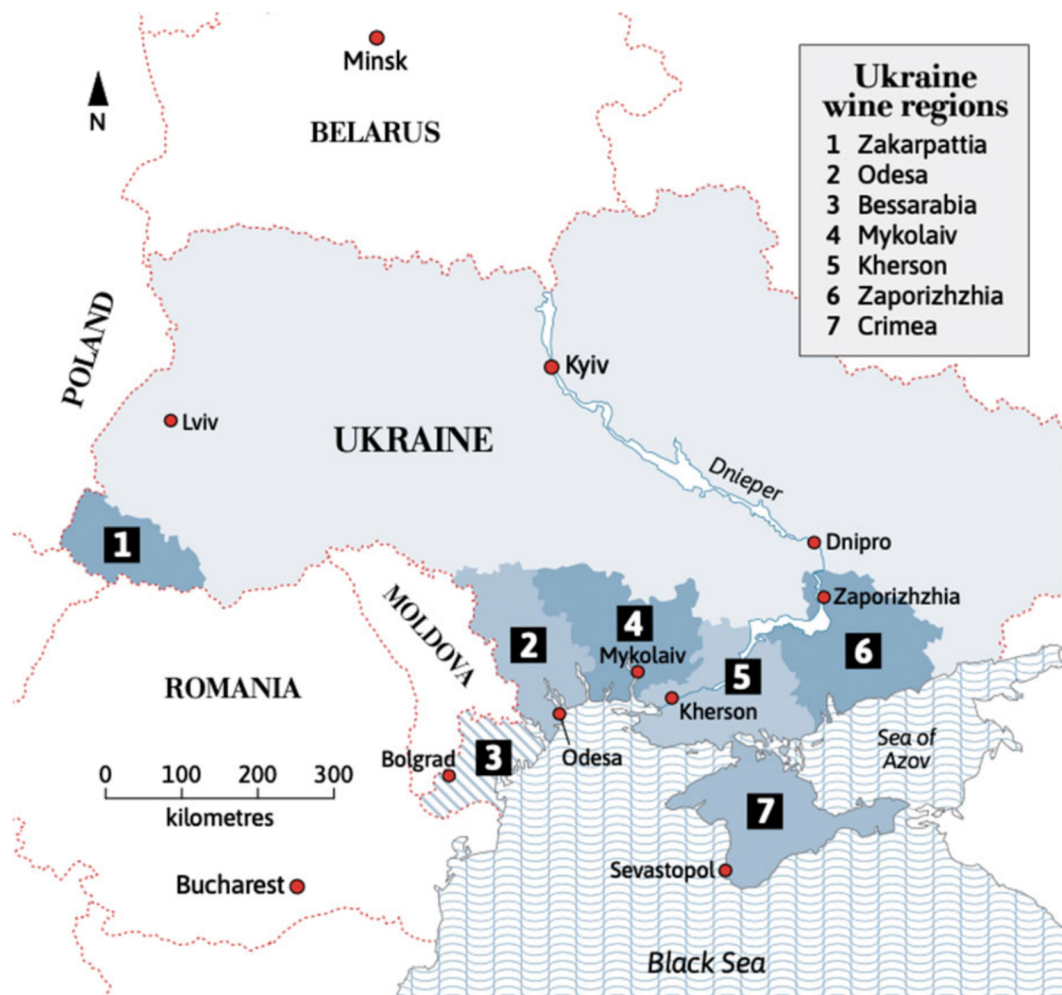 Minsk
N
BELARUS
Ukraine
wine regions
1 Zakarpattia
2 Odesa
3 Bessarabia
4 Mykolaiv
5 Kherson
6 Zaporizhzhia
7 Crimea
POLAND
Kyiv
Lviv
UKRAINE
Dnieper
1
Dnipro
MOLDOVA
Zaporizhzhia
2
4
Mykolaiv
5
6
ROMANIA
Kherson
Sea of
Azov
Bolgrad
3
Odesa
0 100 200 300
kilometres
7
Sevastopol
Bucharest
Black Sea